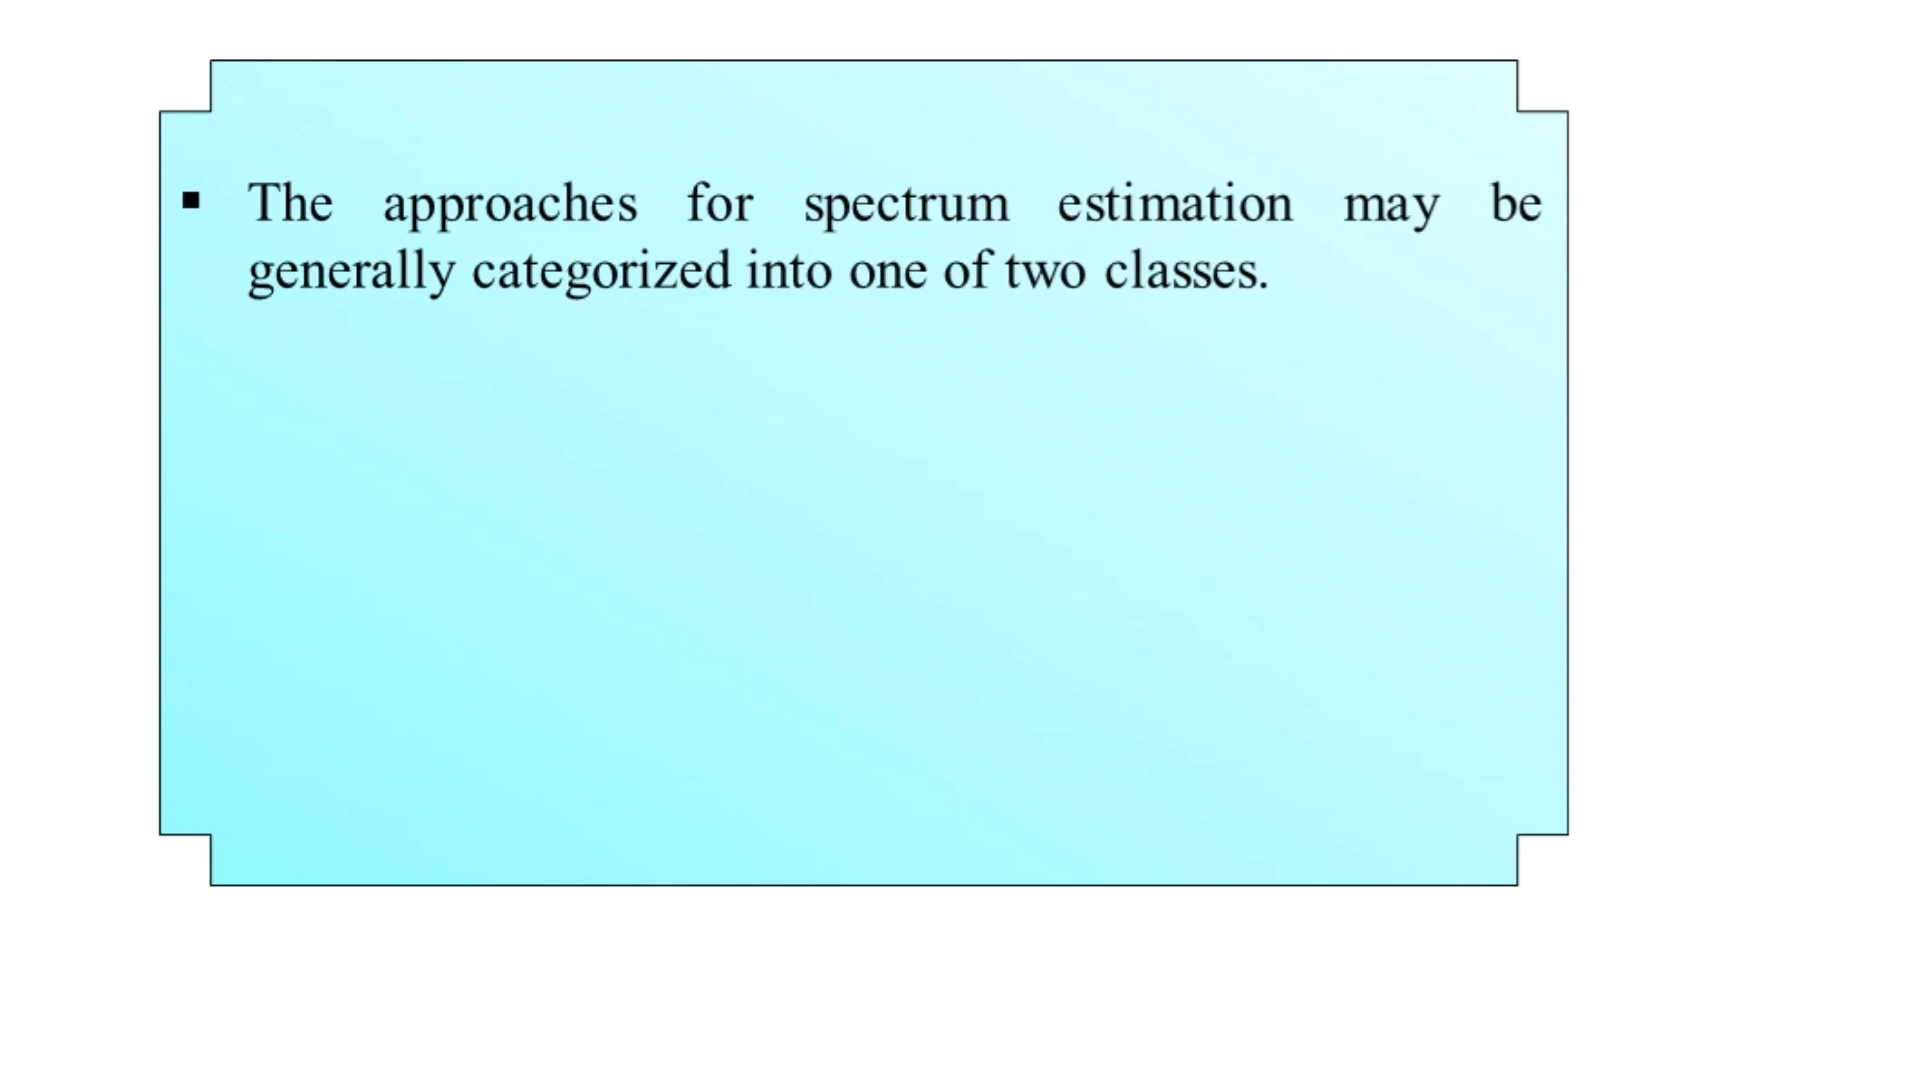 ▪ The approaches for spectrum estimation may be
generally categorized into one of two classes.